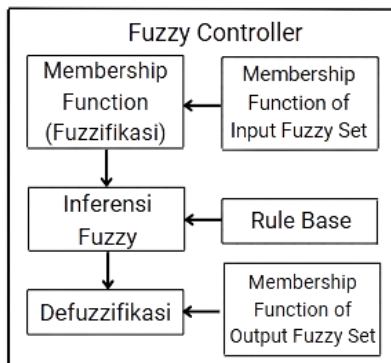 Fuzzy Controller
Membership
Function
(Fuzzifikasi)
Membership
Function of
Input Fuzzy Set
Inferensi
Fuzzy
Rule Base
Defuzzifikasi
Membership
Function of
Output Fuzzy Set